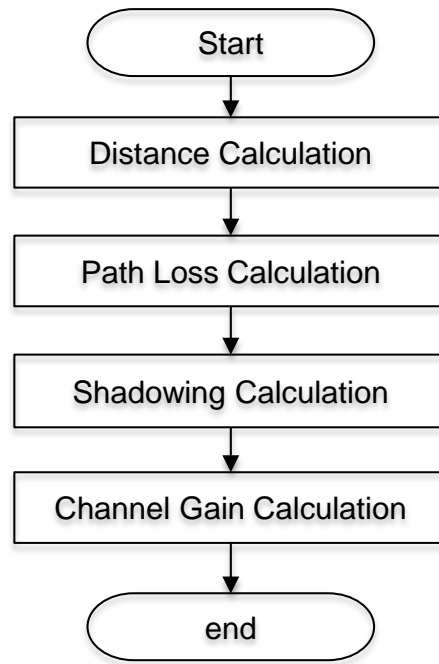 Start
Distance Calculation
Path Loss Calculation
Shadowing Calculation
Channel Gain Calculation
end